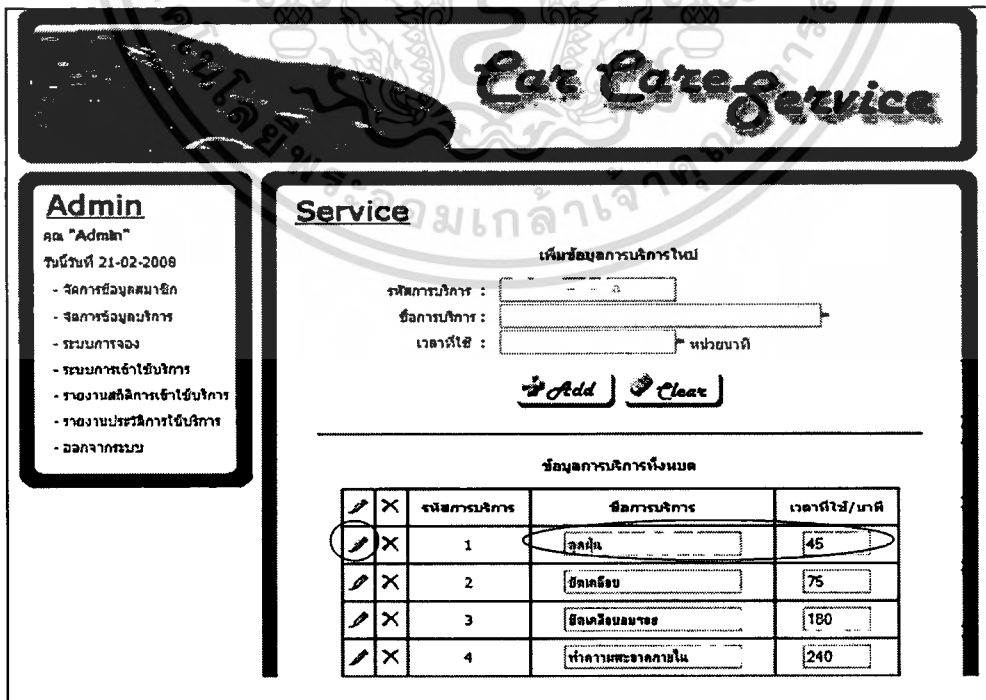 Car Care Service
Admin
คุณ "Admin"
วันนี้วันที่ 21-02-2008
- จัดการข้อมูลสมาชิก
- จัดการข้อมูลบริการ
- ระบบการจอง
- ระบบการเข้าใช้บริการ
- รายงานสถิติการเข้าใช้บริการ
- รายงานประวัติการใช้บริการ
- ออกจากระบบ
Service
เพิ่มข้อมูลการบริการใหม่
รหัสการบริการ :
ชื่อการบริการ :
เวลาที่ใช้ : หน่วยนาที
Add Clear
ข้อมูลการบริการทั้งหมด
รหัสการบริการ ชื่อการบริการ เวลาที่ใช้/นาที
1 ดูดฝุ่น 45
2 ขัดเคลือบ 75
3 ขัดเคลือบลบรอย 180
4 ทำความสะอาดภายใน 240